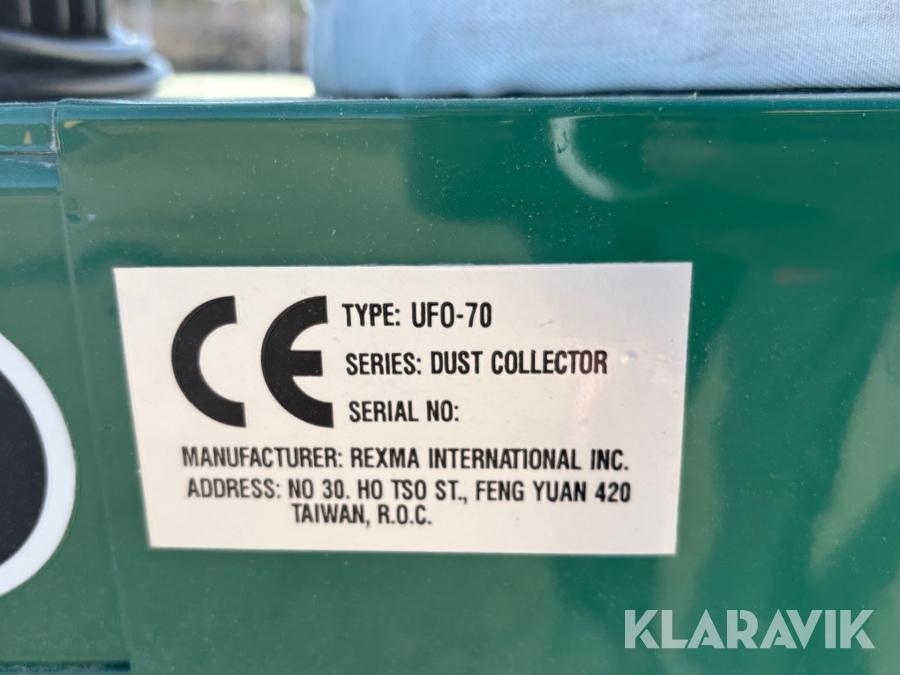 CE
TYPE: UFO-70
SERIES: DUST COLLECTOR
SERIAL NO:
MANUFACTURER: REXMA INTERNATIONAL INC.
ADDRESS: NO 30. HO TSO ST., FENG YUAN 420
TAIWAN, R.O.C.
KLARAVIK